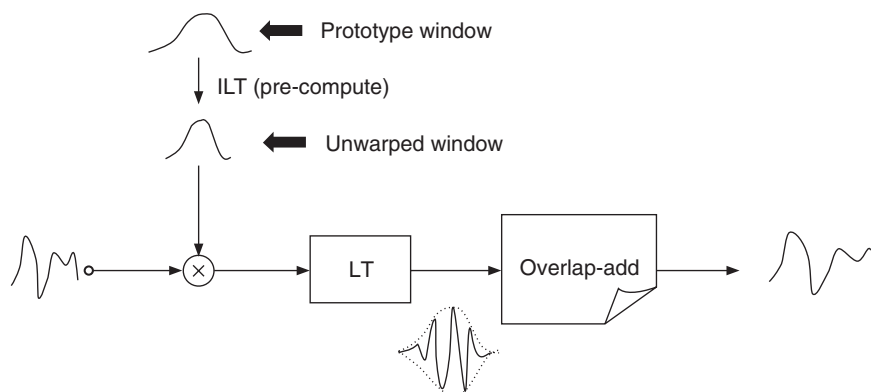 Prototype window
ILT (pre-compute)
Unwarped window
×
LT
Overlap-add